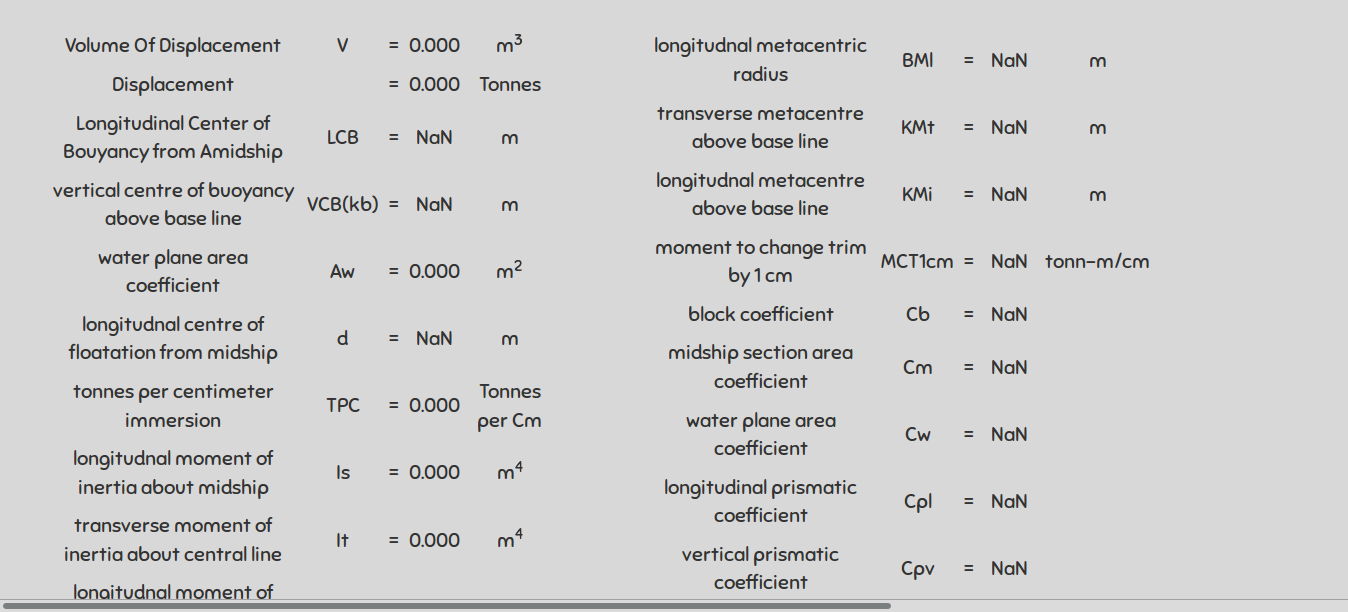 Volume Of Displacement V = 0.000 m³
Displacement = 0.000 Tonnes
Longitudinal Center of
Bouyancy from Amidship LCB = NaN m
vertical centre of buoyancy
above base line VCB(kb) = NaN m
water plane area
coefficient Aw = 0.000 m²
longitudnal centre of
floatation from midship d = NaN m
tonnes per centimeter
immersion TPC = 0.000 Tonnes
per Cm
longitudnal moment of
inertia about midship Is = 0.000 m⁴
transverse moment of
inertia about central line It = 0.000 m⁴
longitudnal moment of
longitudnal metacentric
radius BMl = NaN m
transverse metacentre
above base line KMt = NaN m
longitudnal metacentre
above base line KMi = NaN m
moment to change trim
by 1 cm MCT1cm = NaN tonn-m/cm
block coefficient Cb = NaN
midship section area
coefficient Cm = NaN
water plane area
coefficient Cw = NaN
longitudinal prismatic
coefficient Cpl = NaN
vertical prismatic
coefficient Cpv = NaN